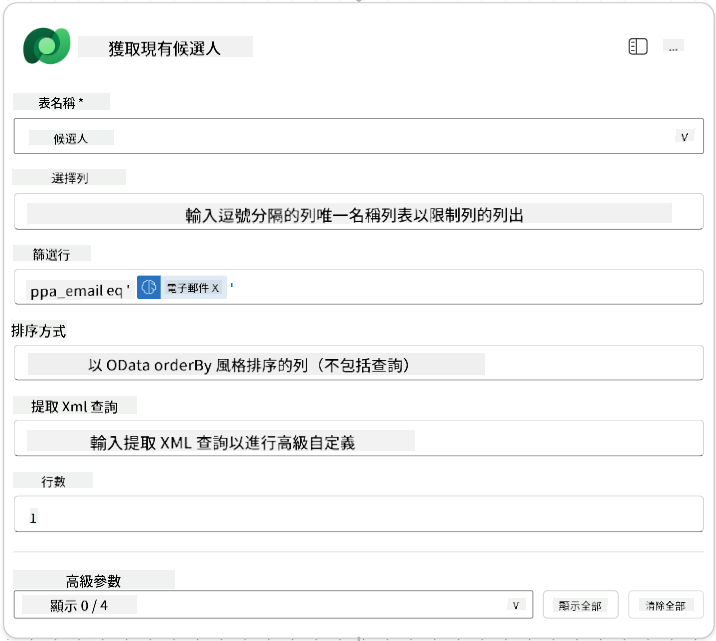 獲取現有候選人
...
表名稱 *
候選人
選擇列
輸入逗號分隔的列唯一名稱列表以限制列的列出
篩選行
ppa_email eq ' 電子郵件 X '
排序方式
以 OData orderBy 風格排序的列（不包括查詢）
提取 Xml 查詢
輸入提取 XML 查詢以進行高級自定義
行數
1
高級參數
顯示 0 / 4 V 顯示全部 清除全部